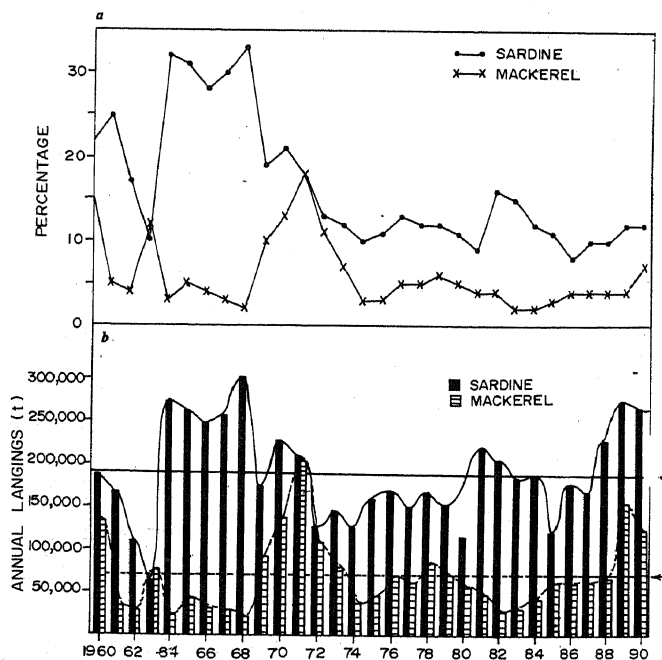 a
SARDINE
MACKEREL
30
20
10
0
PERCENTAGE
b
SARDINE
MACKEREL
300,000
250,000
200,000
150,000
100,000
50,000
ANNUAL LANGINGS (t)
1960 62 64 66 68 70 72 74 76 78 80 82 84 86 88 90